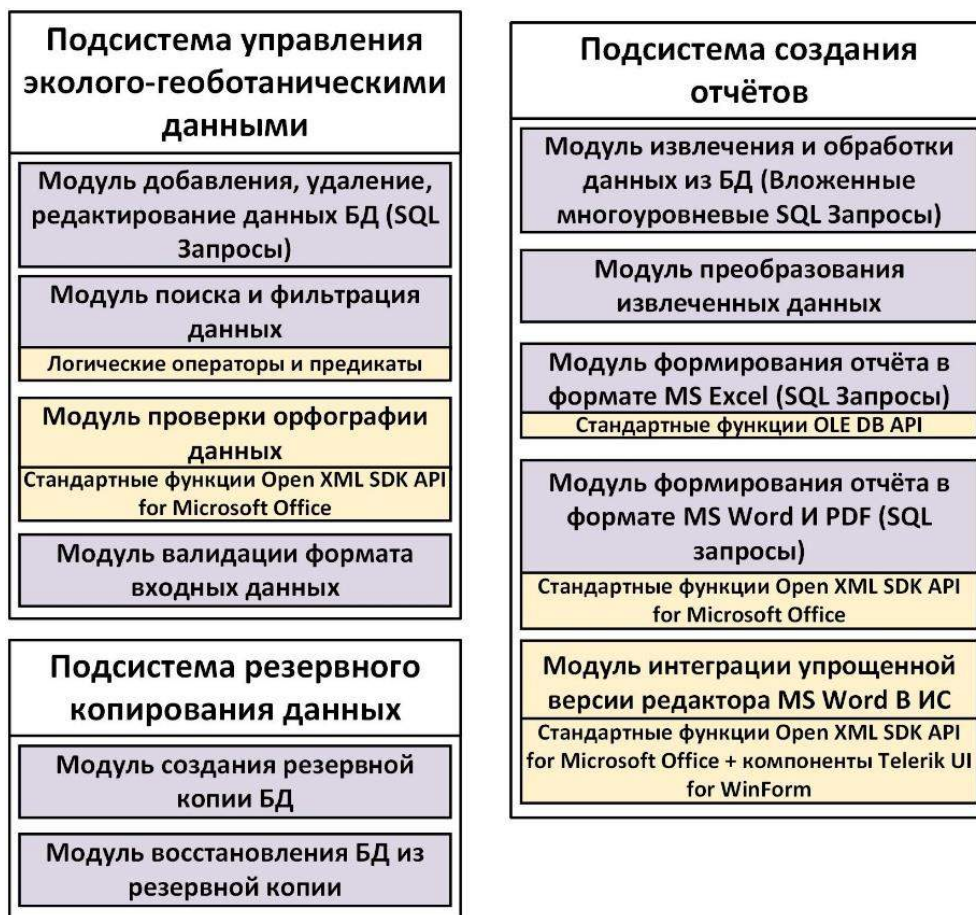 Подсистема управления
эколого-геоботаническими
данными
Модуль добавления, удаление,
редактирование данных БД (SQL
Запросы)
Модуль поиска и фильтрация
данных
Логические операторы и предикаты
Модуль проверки орфографии
данных
Стандартные функции Open XML SDK API
for Microsoft Office
Модуль валидации формата
входных данных
Подсистема резервного
копирования данных
Модуль создания резервной
копии БД
Модуль восстановления БД из
резервной копии
Подсистема создания
отчётов
Модуль извлечения и обработки
данных из БД (Вложенные
многоуровневые SQL Запросы)
Модуль преобразования
извлеченных данных
Модуль формирования отчёта в
формате MS Excel (SQL Запросы)
Стандартные функции OLE DB API
Модуль формирования отчёта в
формате MS Word И PDF (SQL
запросы)
Стандартные функции Open XML SDK API
for Microsoft Office
Модуль интеграции упрощенной
версии редактора MS Word В ИС
Стандартные функции Open XML SDK API
for Microsoft Office + компоненты Telerik UI
for WinForm